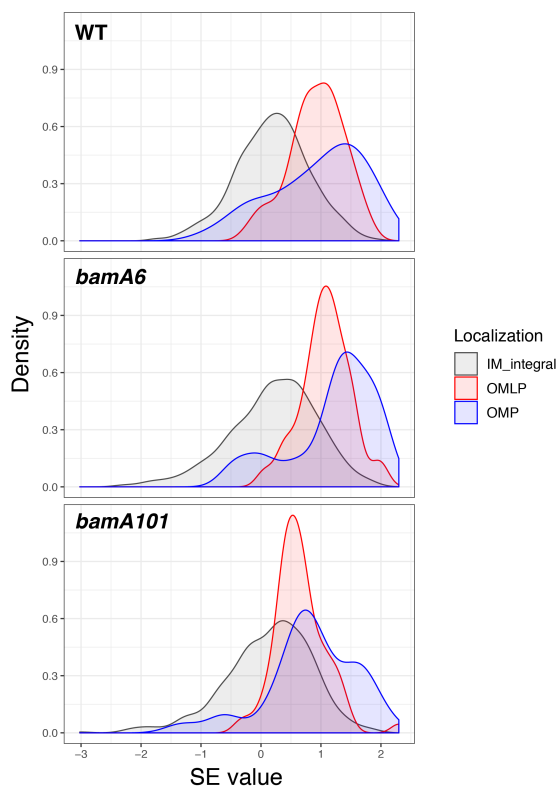 WT
0.9
0.6
0.3
0.0
bamA6
0.9
0.6
0.3
0.0
bamA101
0.9
0.6
0.3
0.0
−3 −2 −1 0 1 2
SE value
Density
Localization
IM_integral
OMLP
OMP